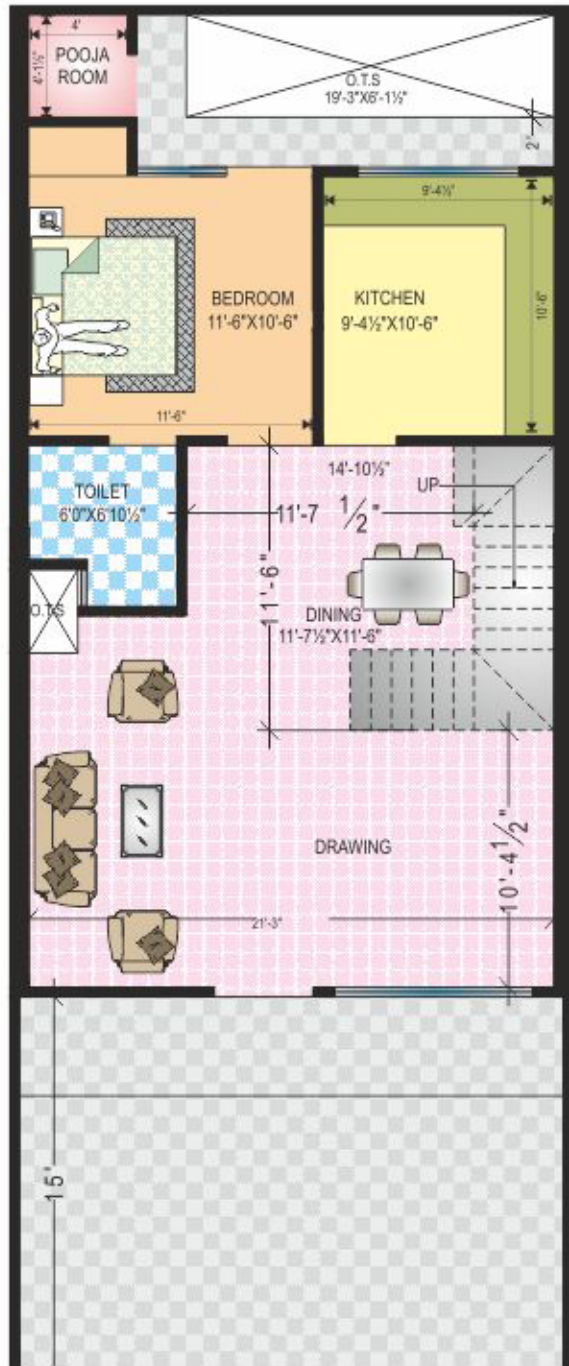 4'
4'-1½"
POOJA
ROOM
O.T.S
19'-3"X6'-1½"
2'
9'-4½"
BEDROOM
11'-6"X10'-6"
KITCHEN
9'-4½"X10'-6"
10'-6"
11'-6"
14'-10½"
TOILET
6'0"X6'10½"
11'-7 ½"
UP
11'-6"
O.T.S
DINING
11'-7½"X11'-6"
DRAWING
10'-4½"
21'-3"
15'